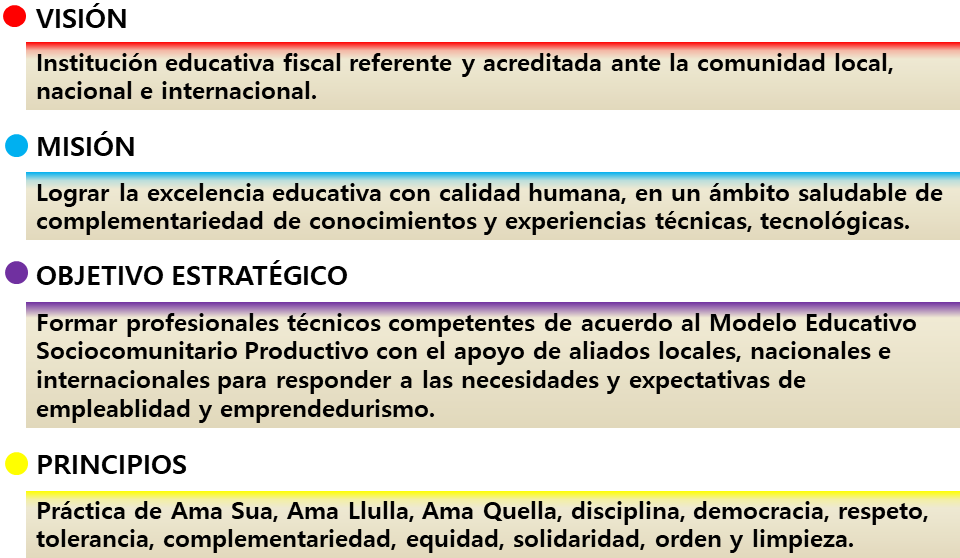 VISIÓN
Institución educativa fiscal referente y acreditada ante la comunidad local,
nacional e internacional.
MISIÓN
Lograr la excelencia educativa con calidad humana, en un ámbito saludable de
complementariedad de conocimientos y experiencias técnicas, tecnológicas.
OBJETIVO ESTRATÉGICO
Formar profesionales técnicos competentes de acuerdo al Modelo Educativo
Sociocomunitario Productivo con el apoyo de aliados locales, nacionales e
internacionales para responder a las necesidades y expectativas de
empleablidad y emprendedurismo.
PRINCIPIOS
Práctica de Ama Sua, Ama Llulla, Ama Quella, disciplina, democracia, respeto,
tolerancia, complementariedad, equidad, solidaridad, orden y limpieza.